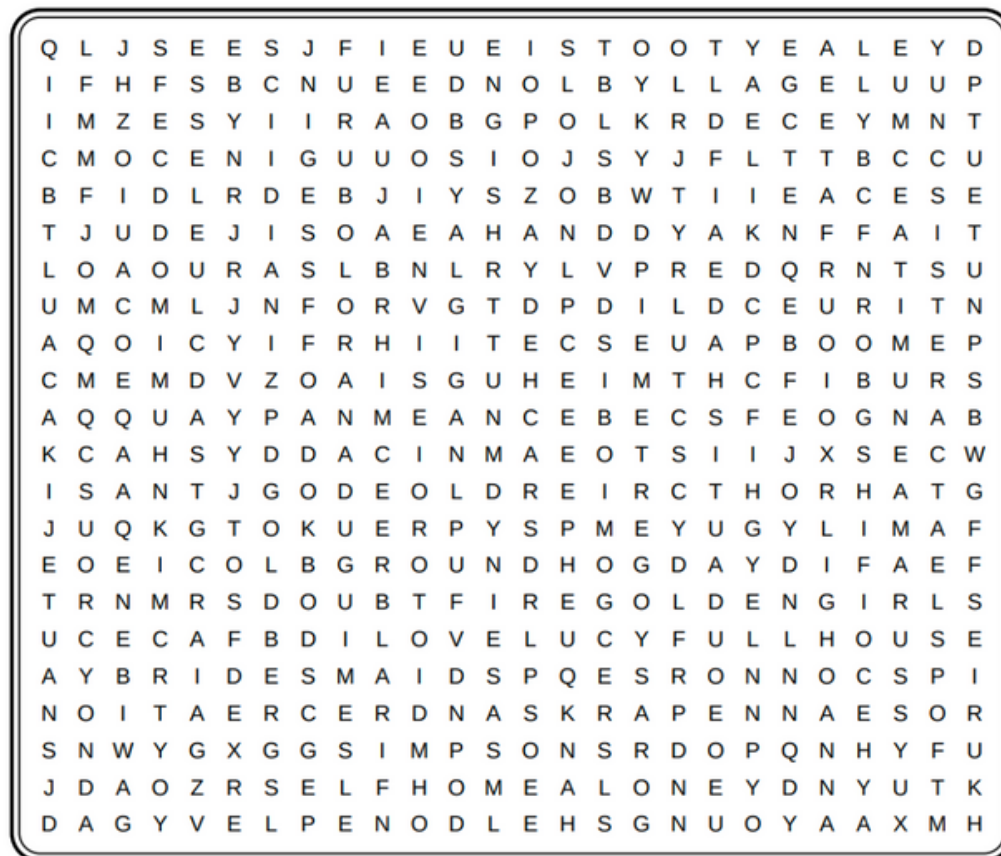 Q L J S E E S J F I E U E I S T O O T Y E A L E Y D
I F H F S B C N U E E D N O L B Y L L A G E L U U P
I M Z E S Y I I R A O B G P O L K R D E C E Y M N T
C M O C E N I G U U O S I O J S Y J F L T T B C C U
B F I D L R D E B J I Y S Z O B W T I I E A C E S E
T J U D E J I S O A E A H A N D D Y A K N F F A I T
L O A O U R A S L B N L R Y L V P R E D Q R N T S U
U M C M L J N F O R V G T D P D I L D C E U R I T N
A Q O I C Y I F R H I I T E C S E U A P B O O M E P
C M E M D V Z O A I S G U H E I M T H C F I B U R S
A Q Q U A Y P A N M E A N C E B E C S F E O G N A B
K C A H S Y D D A C I N M A E O T S I I J X S E C W
I S A N T J G O D E O L D R E I R C T H O R H A T G
J U Q K G T O K U E R P Y S P M E Y U G Y L I M A F
E O E I C O L B G R O U N D H O G D A Y D I F A E F
T R N M R S D O U B T F I R E G O L D E N G I R L S
U C E C A F B D I L O V E L U C Y F U L L H O U S E
A Y B R I D E S M A I D S P Q E S R O N N O C S P I
N O I T A E R C E R D N A S K R A P E N N A E S O R
S N W Y G X G G S I M P S O N S R D O P Q N H Y F U
J D A O Z R S E L F H O M E A L O N E Y D N Y U T K
D A G Y V E L P E N O D L E H S G N U O Y A A X M H